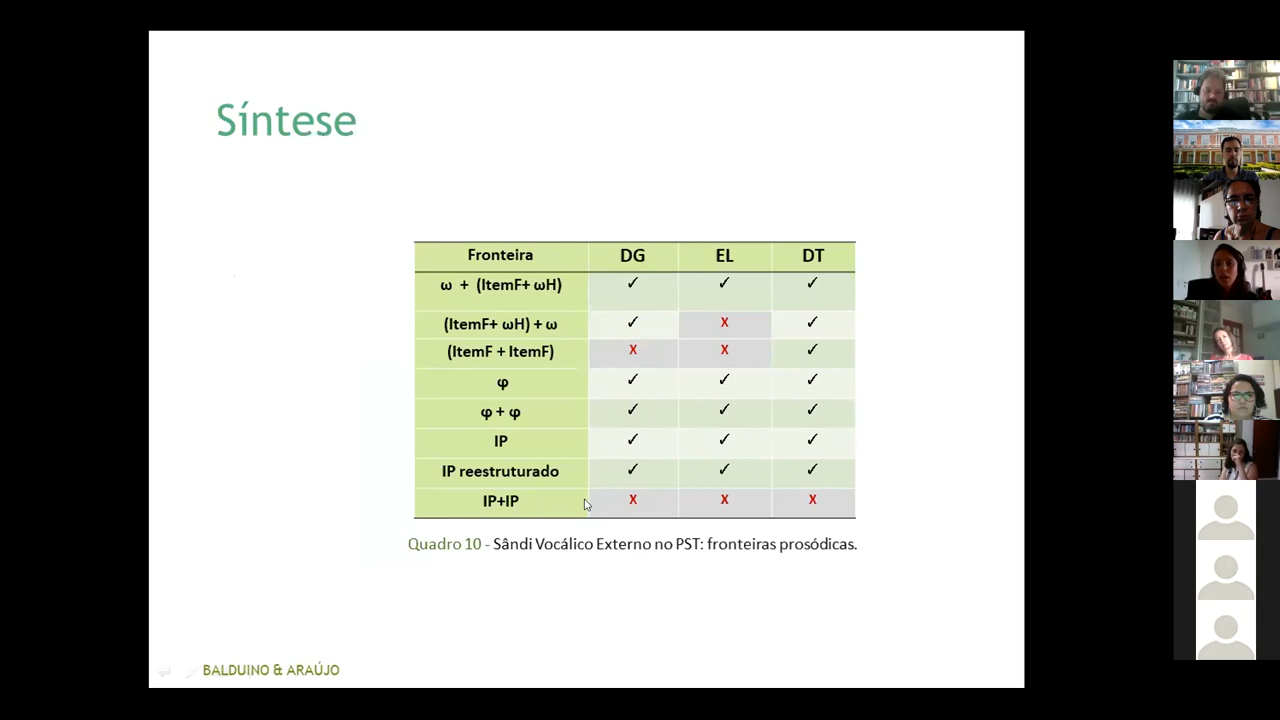 Síntese
Fronteira DG EL DT
ω + (ItemF+ ωH) ✓ ✓ ✓
(ItemF+ ωH) + ω ✓ X ✓
(ItemF + ItemF) X X ✓
φ ✓ ✓ ✓
φ + φ ✓ ✓ ✓
IP ✓ ✓ ✓
IP reestruturado ✓ ✓ ✓
IP+IP X X X
Quadro 10 - Sândi Vocálico Externo no PST: fronteiras prosódicas.
BALDUINO & ARAÚJO